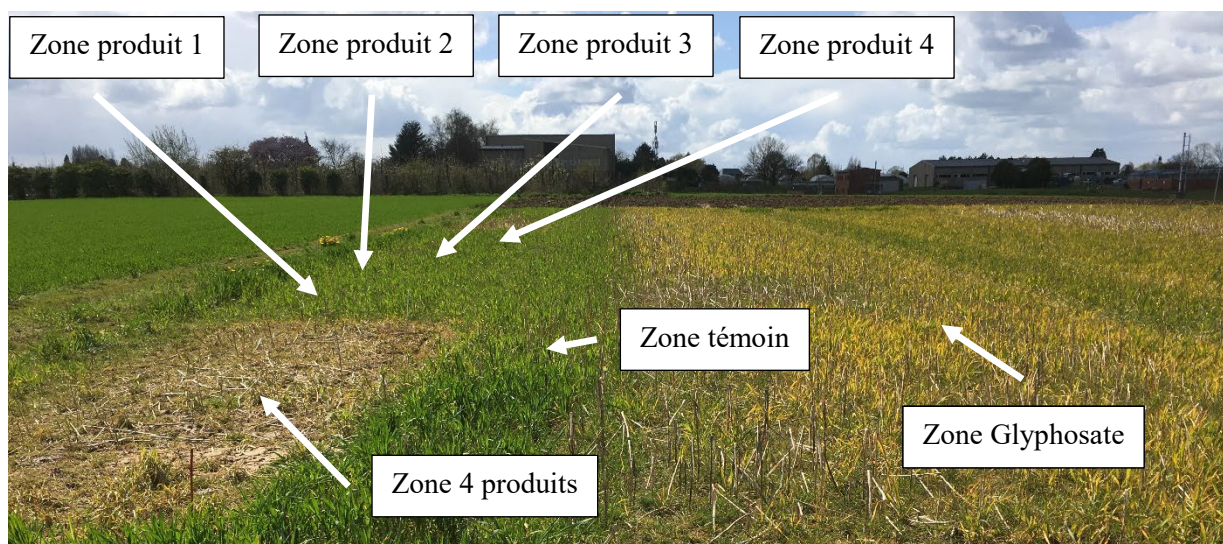 Zone produit 1
Zone produit 2
Zone produit 3
Zone produit 4
Zone témoin
Zone Glyphosate
Zone 4 produits